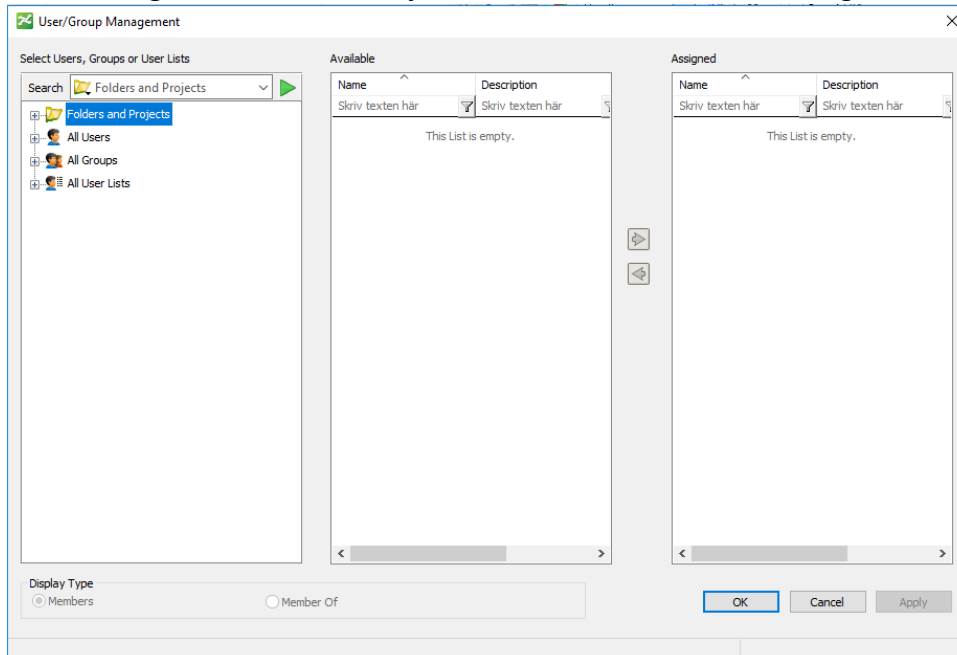 User/Group Management
Select Users, Groups or User Lists
Available
Assigned
Search Folders and Projects
Name Description
Name Description
Skriv texten här Skriv texten här
Skriv texten här Skriv texten här
Folders and Projects
All Users
All Groups
All User Lists
This List is empty.
This List is empty.
Display Type
Members Member Of
OK Cancel Apply